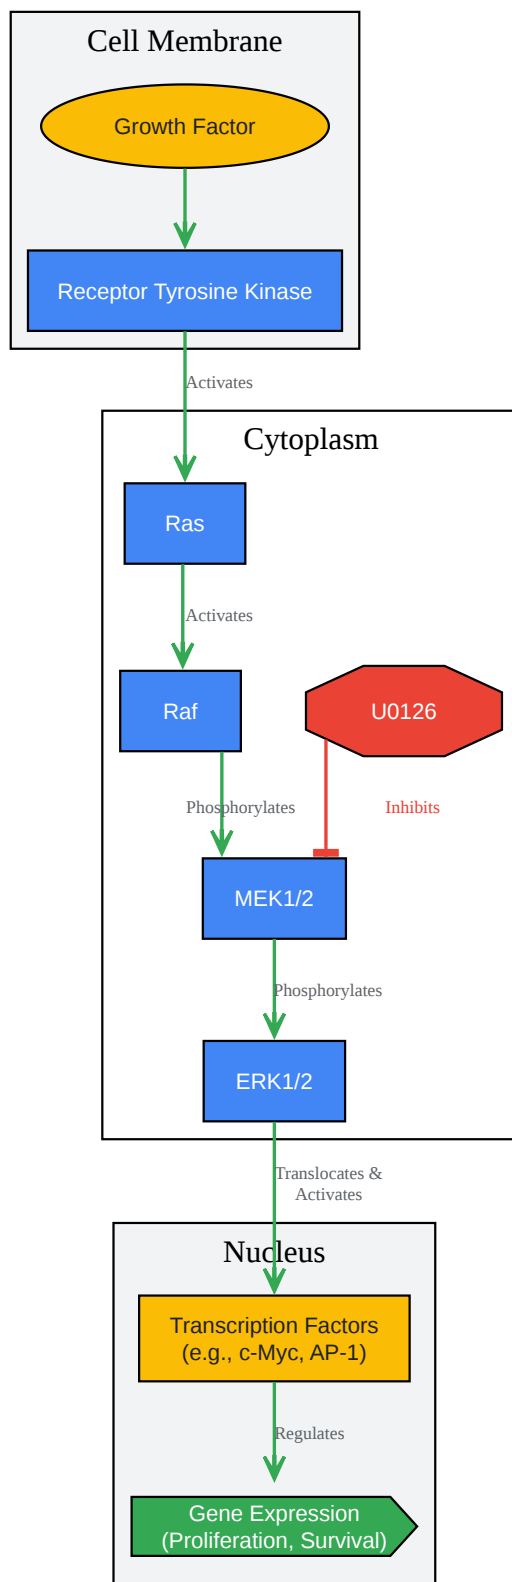 Cell Membrane
Growth Factor
Receptor Tyrosine Kinase
Activates
Cytoplasm
Ras
Activates
Raf
U0126
Phosphorylates
Inhibits
MEK1/2
Phosphorylates
ERK1/2
Translocates &
Activates
Nucleus
Transcription Factors
(e.g., c-Myc, AP-1)
Regulates
Gene Expression
(Proliferation, Survival)